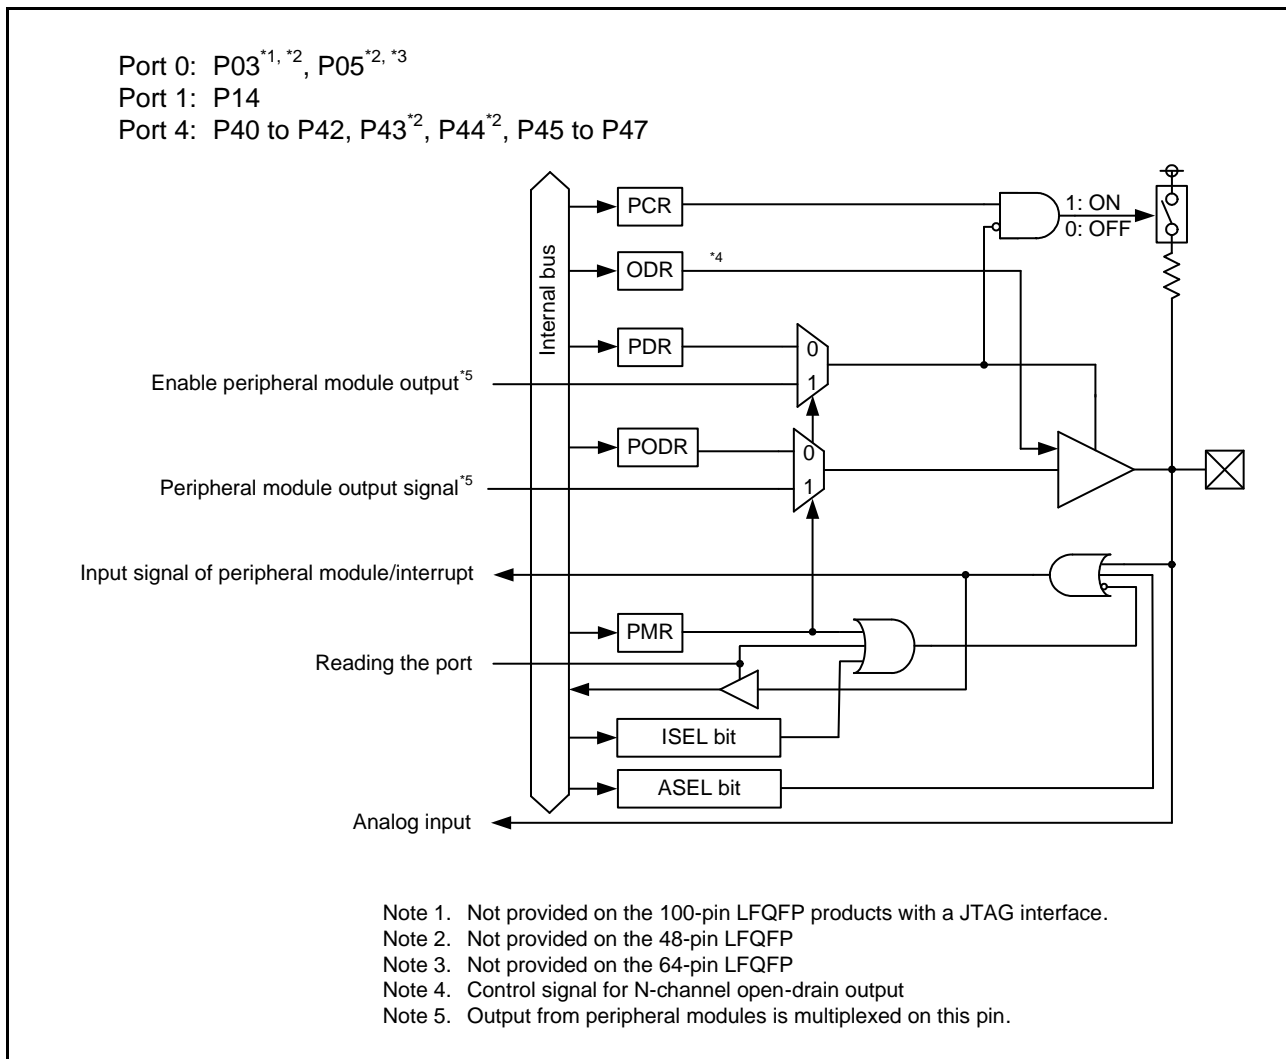 Port 0: P03*1, *2, P05*2, *3
Port 1: P14
Port 4: P40 to P42, P43*2, P44*2, P45 to P47
PCR
1: ON
0: OFF
Internal bus
ODR
*4
PDR
0
Enable peripheral module output*5
1
PODR
0
Peripheral module output signal*5
1
Input signal of peripheral module/interrupt
PMR
Reading the port
ISEL bit
ASEL bit
Analog input
Note 1. Not provided on the 100-pin LFQFP products with a JTAG interface.
Note 2. Not provided on the 48-pin LFQFP
Note 3. Not provided on the 64-pin LFQFP
Note 4. Control signal for N-channel open-drain output
Note 5. Output from peripheral modules is multiplexed on this pin.